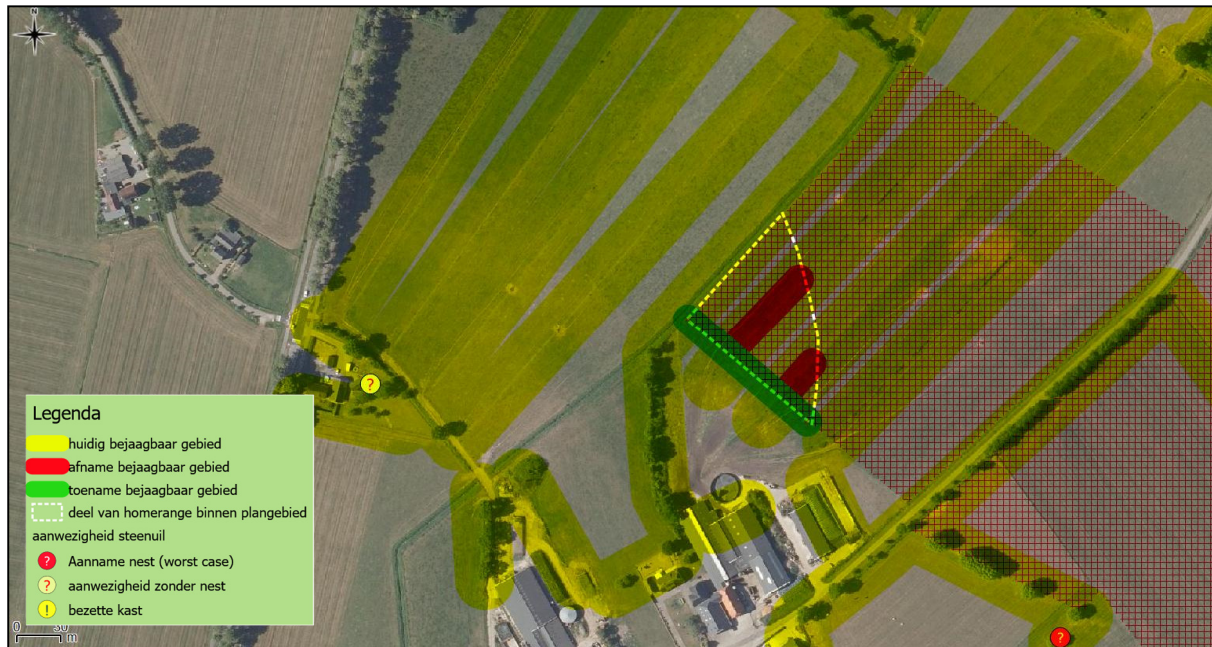 Legenda
huidig bejaagbaar gebied
afname bejaagbaar gebied
toename bejaagbaar gebied
deel van homerange binnen plangebied
aanwezigheid steenuil
? Aanname nest (worst case)
? aanwezigheid zonder nest
! bezette kast
?
?
0 50
m